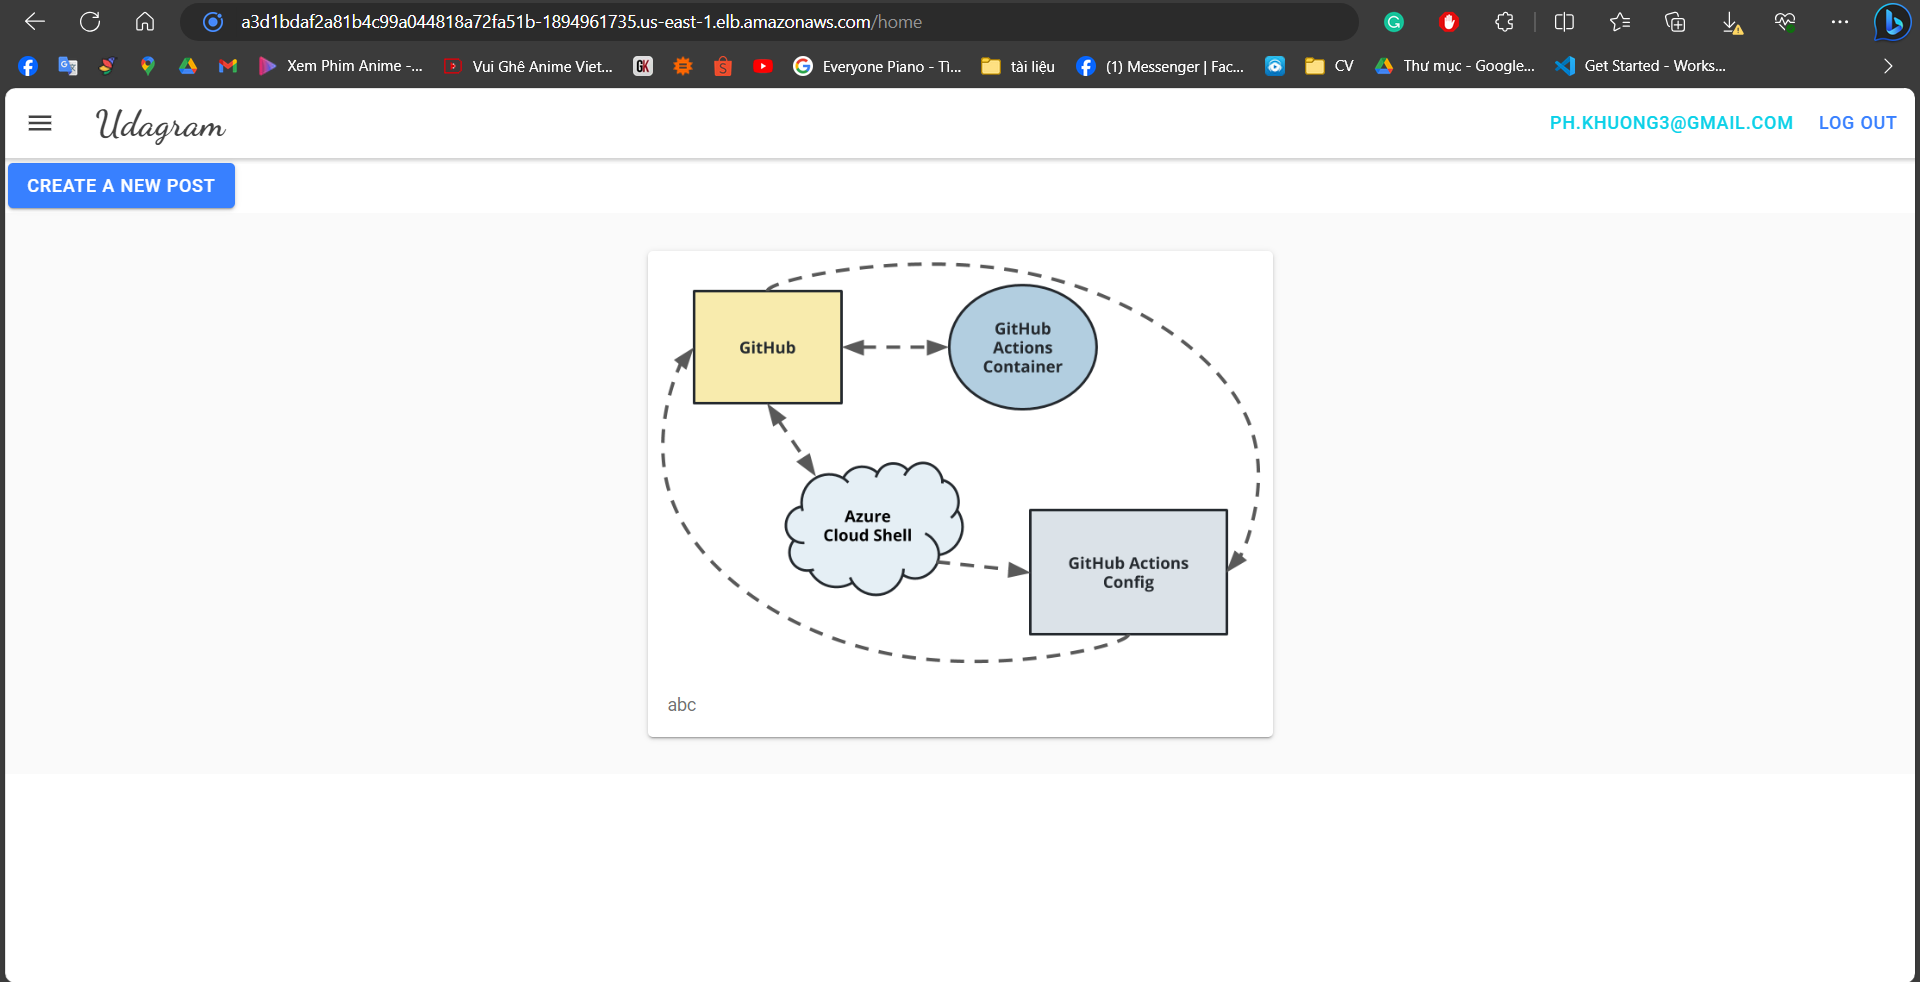 a3d1bdaf2a81b4c99a044818a72fa51b-1894961735.us-east-1.elb.amazonaws.com/home
Xem Phim Anime -...
Vui Ghê Anime Viet...
GK
Everyone Piano - Tì...
tài liệu
(1) Messenger | Fac...
CV
Thư mục - Google...
Get Started - Works...
Udagram
PH.KHUONG3@GMAIL.COM
LOG OUT
CREATE A NEW POST
GitHub
GitHub
Actions
Container
Azure
Cloud Shell
GitHub Actions
Config
abc